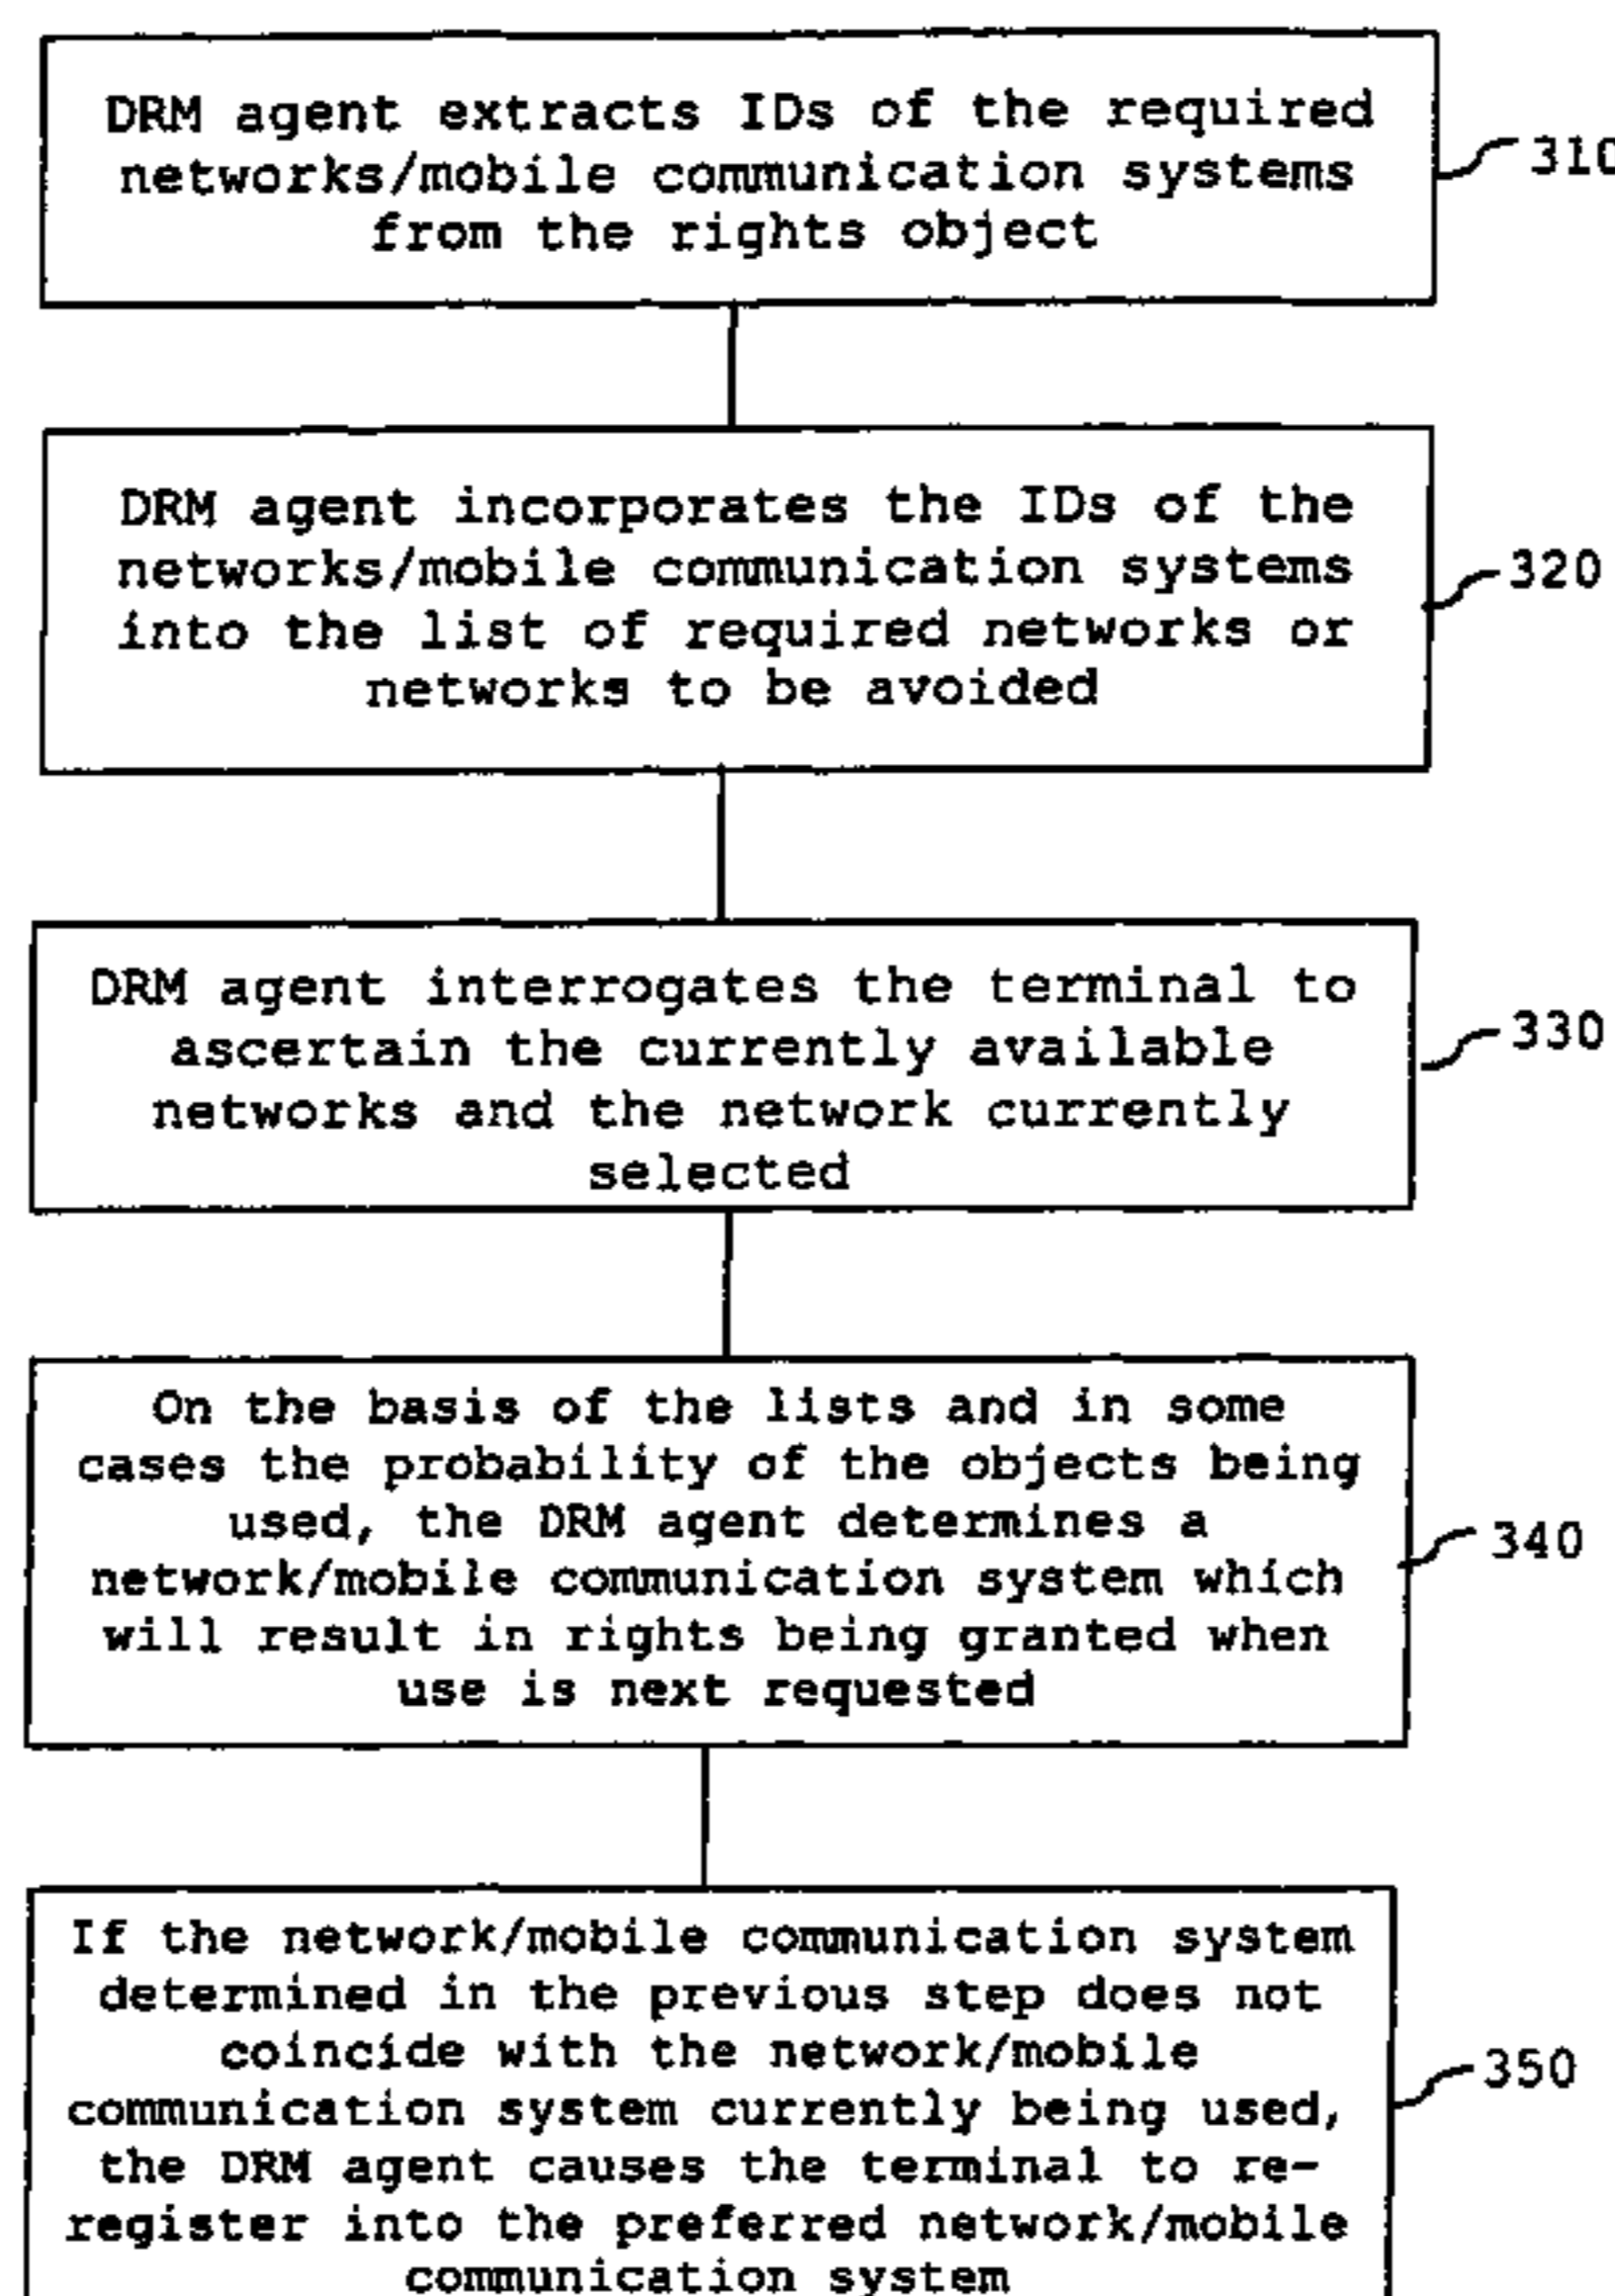 DRM agent extracts IDs of the required
networks/mobile communication systems
from the rights object
310
DRM agent incorporates the IDs of the
networks/mobile communication systems
into the list of required networks or
networks to be avoided
320
DRM agent interrogates the terminal to
ascertain the currently available
networks and the network currently
selected
330
On the basis of the lists and in some
cases the probability of the objects being
used, the DRM agent determines a
network/mobile communication system which
will result in rights being granted when
use is next requested
340
If the network/mobile communication system
determined in the previous step does not
coincide with the network/mobile
communication system currently being used,
the DRM agent causes the terminal to re-
register into the preferred network/mobile
communication system
350